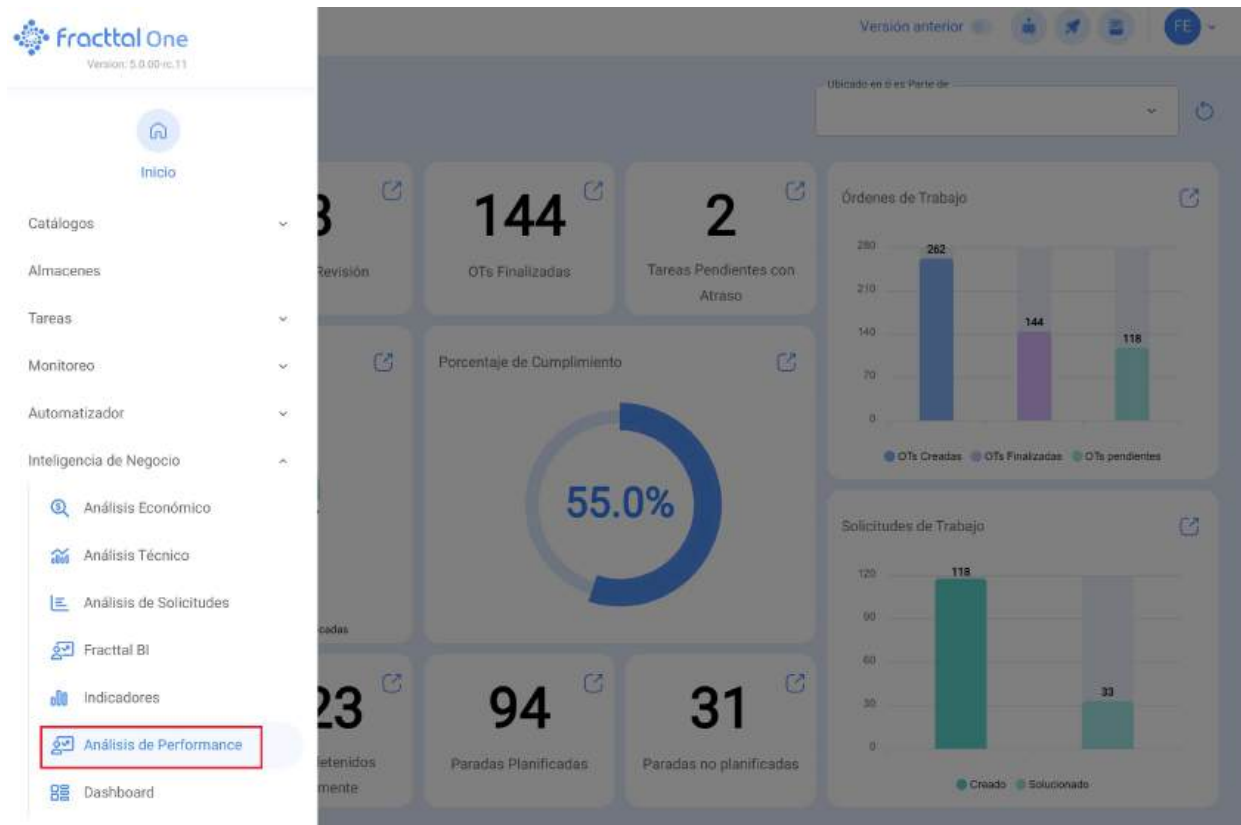 fracttal One
Version: 5.0.00-rc.11
Inicio
Catálogos
Almacenes
Tareas
Monitoreo
Automatizador
Inteligencia de Negocio
Análisis Económico
Análisis Técnico
Análisis de Solicitudes
Fracttal BI
Indicadores
Análisis de Performance
Dashboard
Versión anterior
FE
Ubicado en ó es Parte de
Revisión
144
OTs Finalizadas
2
Tareas Pendientes con
Atraso
Órdenes de Trabajo
280
262
210
144
140
118
70
0
OTs Creadas OTs Finalizadas OTs pendientes
Porcentaje de Cumplimiento
55.0%
Solicitudes de Trabajo
120
118
90
60
33
30
0
Creado Solucionado
23
94
Paradas Planificadas
31
Paradas no planificadas